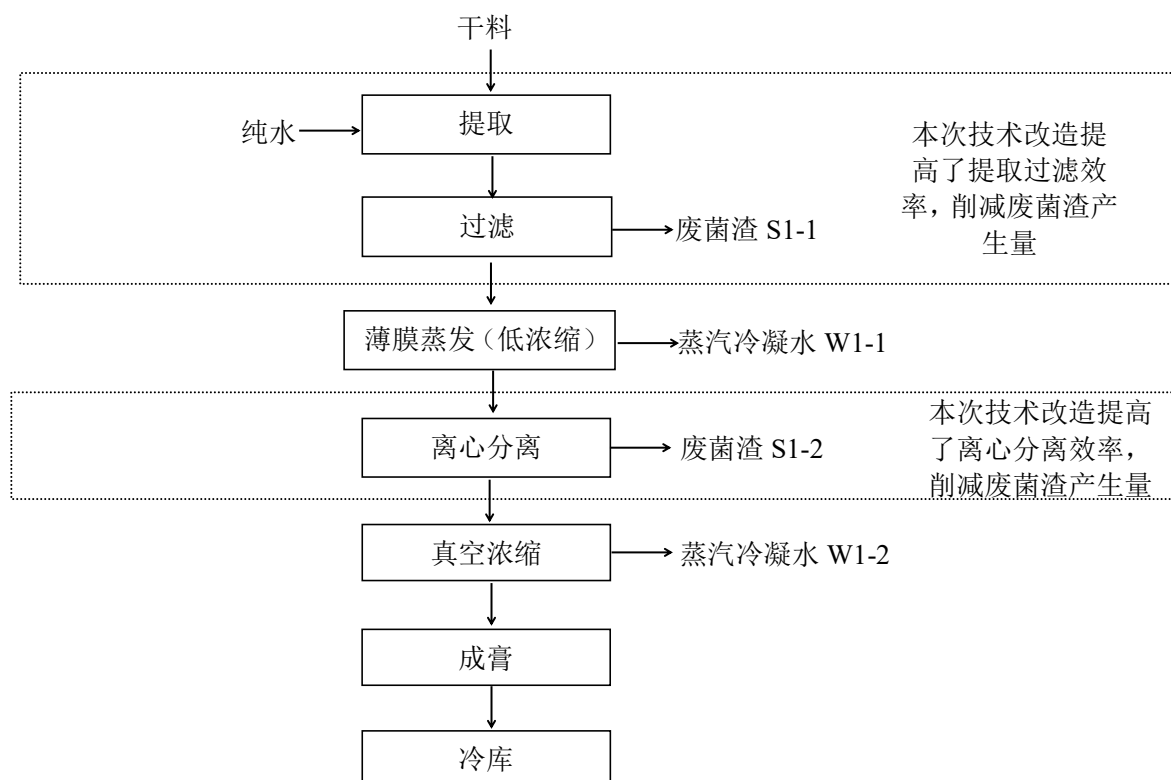 干料
提取
纯水
本次技术改造提
高了提取过滤效
率，削减废菌渣产
生量
过滤
废菌渣 S1-1
薄膜蒸发（低浓缩）
蒸汽冷凝水 W1-1
离心分离
废菌渣 S1-2
本次技术改造提高
了离心分离效率，
削减废菌渣产生量
真空浓缩
蒸汽冷凝水 W1-2
成膏
冷库